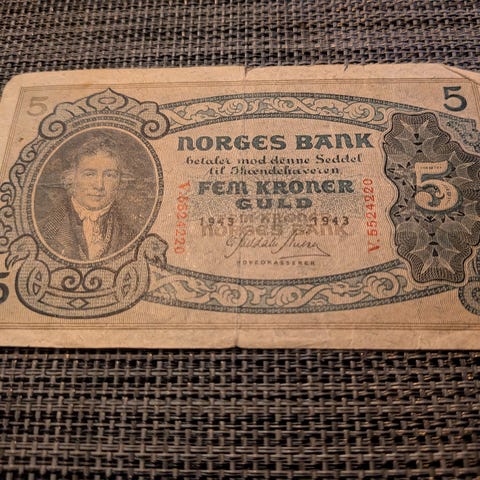 5
5
NORGES BANK
betaler mod denne Seddel
til Ihændehaveren
FEM KRONER
GULD
1943 1943
NORGES BANK
HOVEDKASSERER
V.5524220
V.5524220
5
5